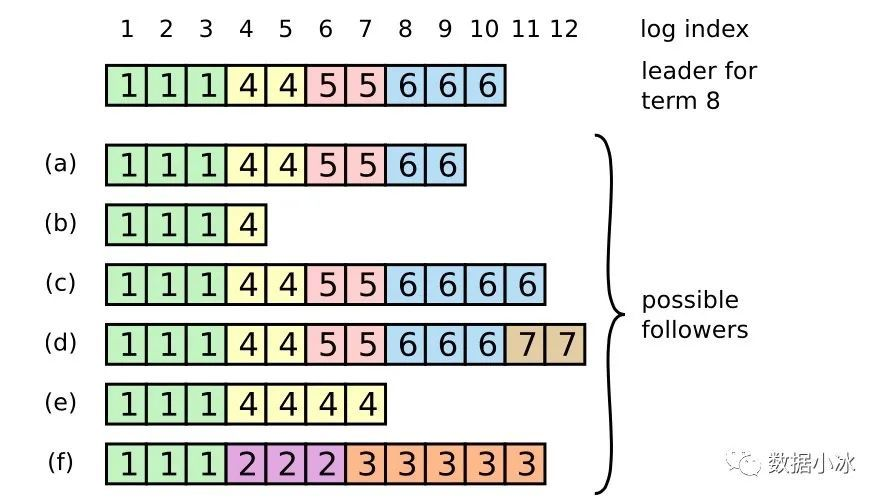 1 2 3 4 5 6 7 8 9 10 11 12 log index
1 1 1 4 4 5 5 6 6 6 leader for
term 8
(a) 1 1 1 4 4 5 5 6 6
(b) 1 1 1 4
(c) 1 1 1 4 4 5 5 6 6 6 6
possible
followers
(d) 1 1 1 4 4 5 5 6 6 6 7 7
(e) 1 1 1 4 4 4 4
(f) 1 1 1 2 2 2 3 3 3 3 3
数据小冰